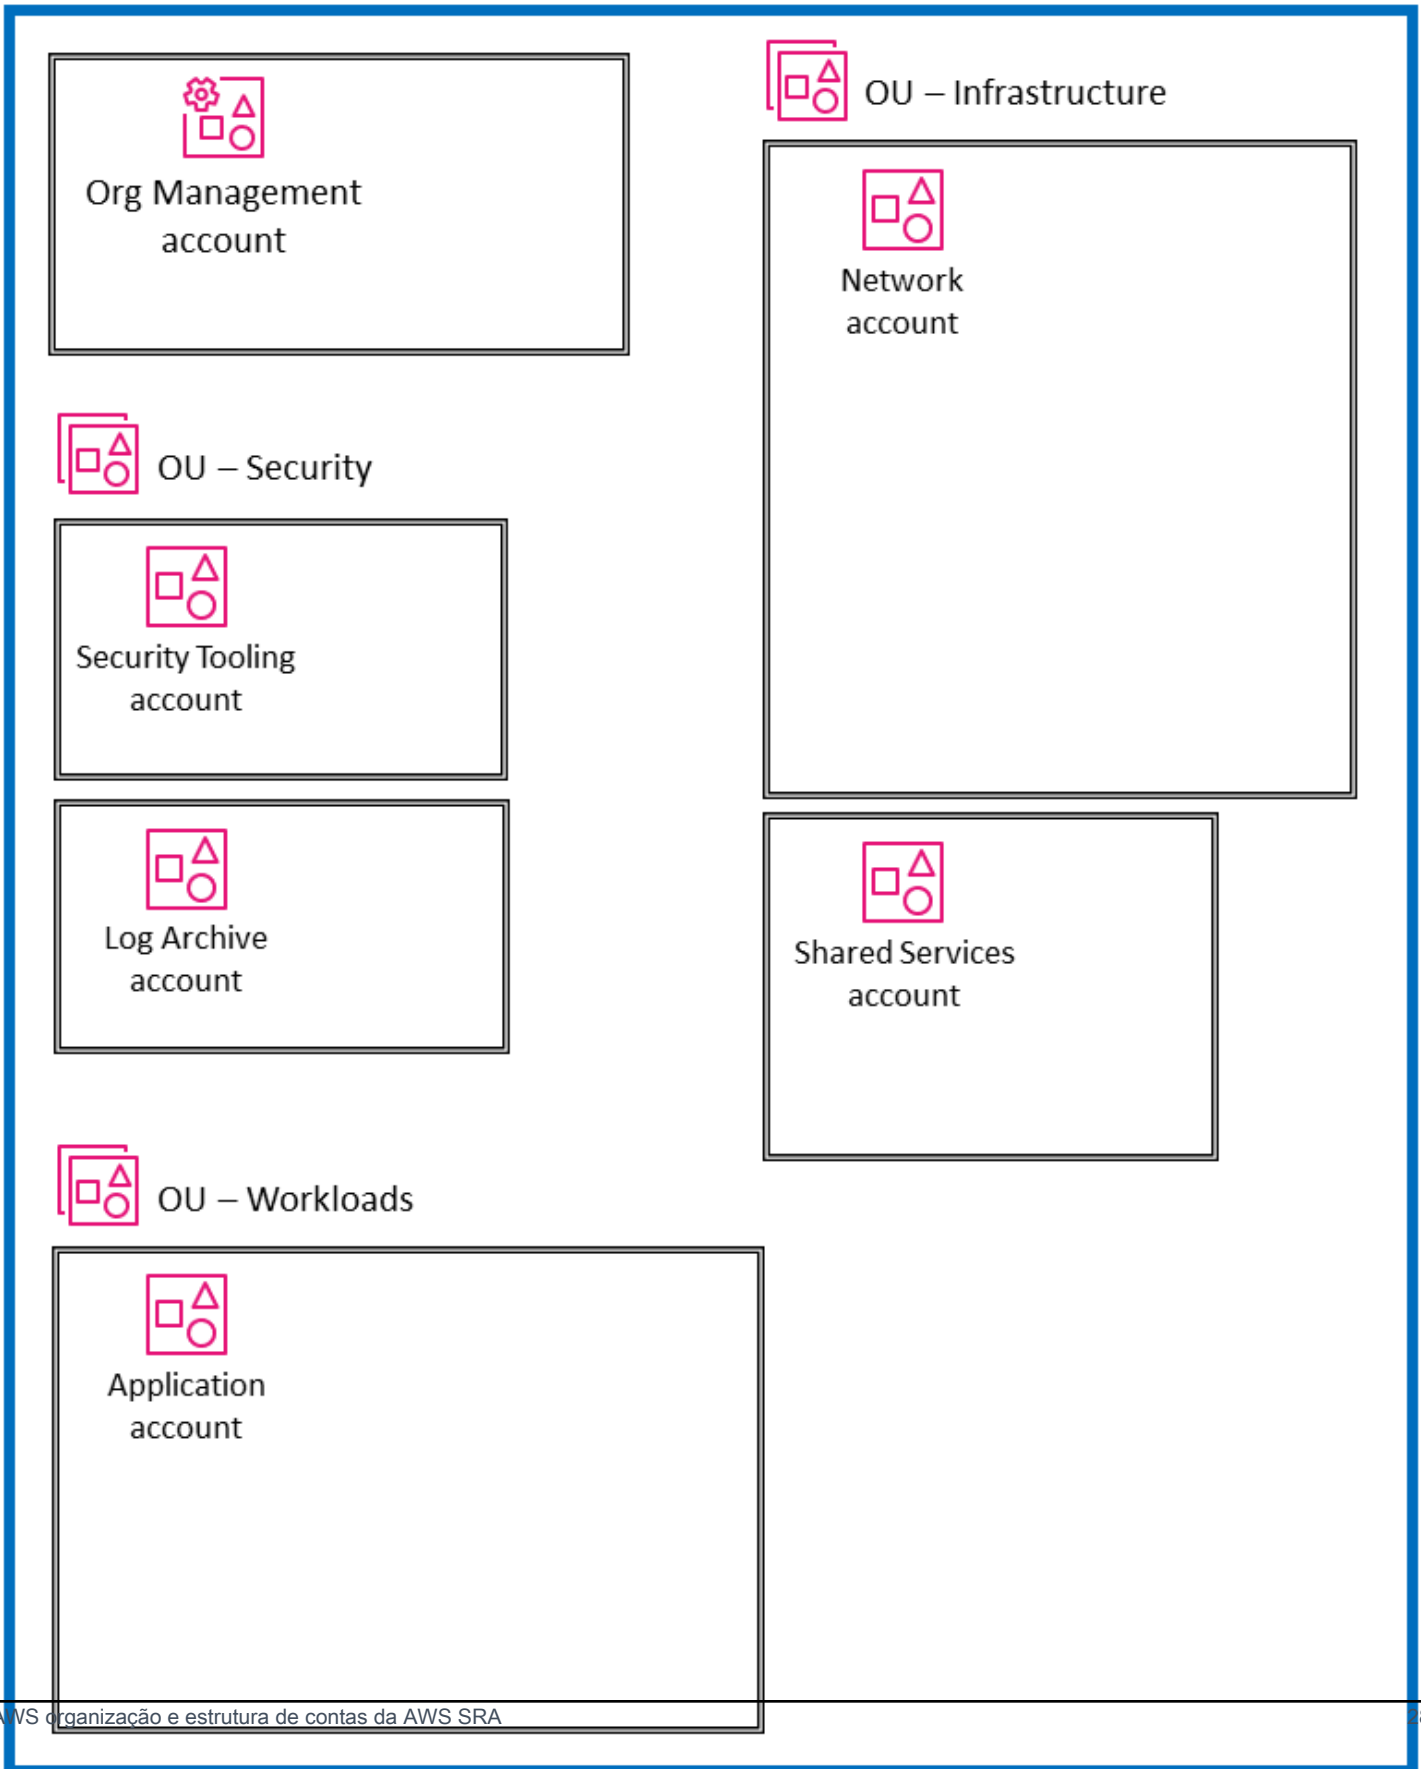 Org Management
account
OU – Security
Security Tooling
account
Log Archive
account
OU – Workloads
Application
account
OU – Infrastructure
Network
account
Shared Services
account
AWS organização e estrutura de contas da AWS SRA